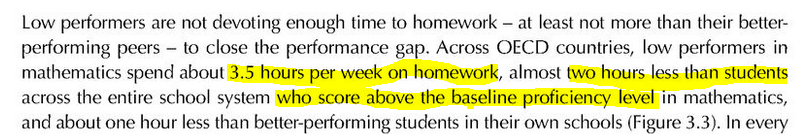 Low performers are not devoting enough time to homework – at least not more than their better-
performing peers – to close the performance gap. Across OECD countries, low performers in
mathematics spend about 3.5 hours per week on homework, almost two hours less than students
across the entire school system who score above the baseline proficiency level in mathematics,
and about one hour less than better-performing students in their own schools (Figure 3.3). In every